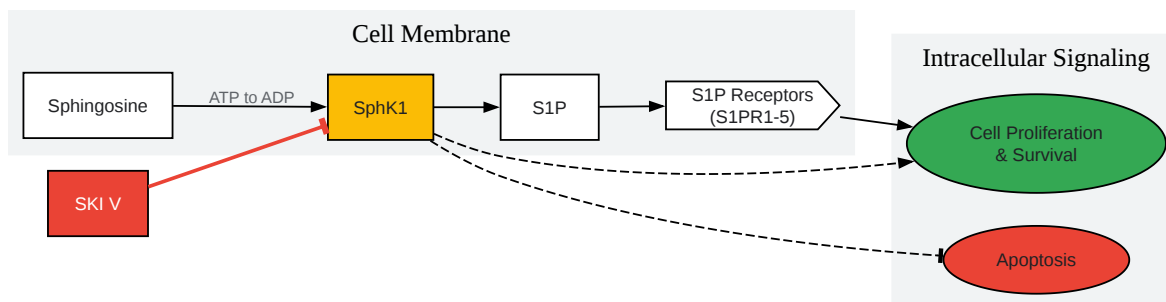 Cell Membrane
Intracellular Signaling
Sphingosine
ATP to ADP
SphK1
S1P
S1P Receptors
(S1PR1-5)
Cell Proliferation
& Survival
SKI V
Apoptosis